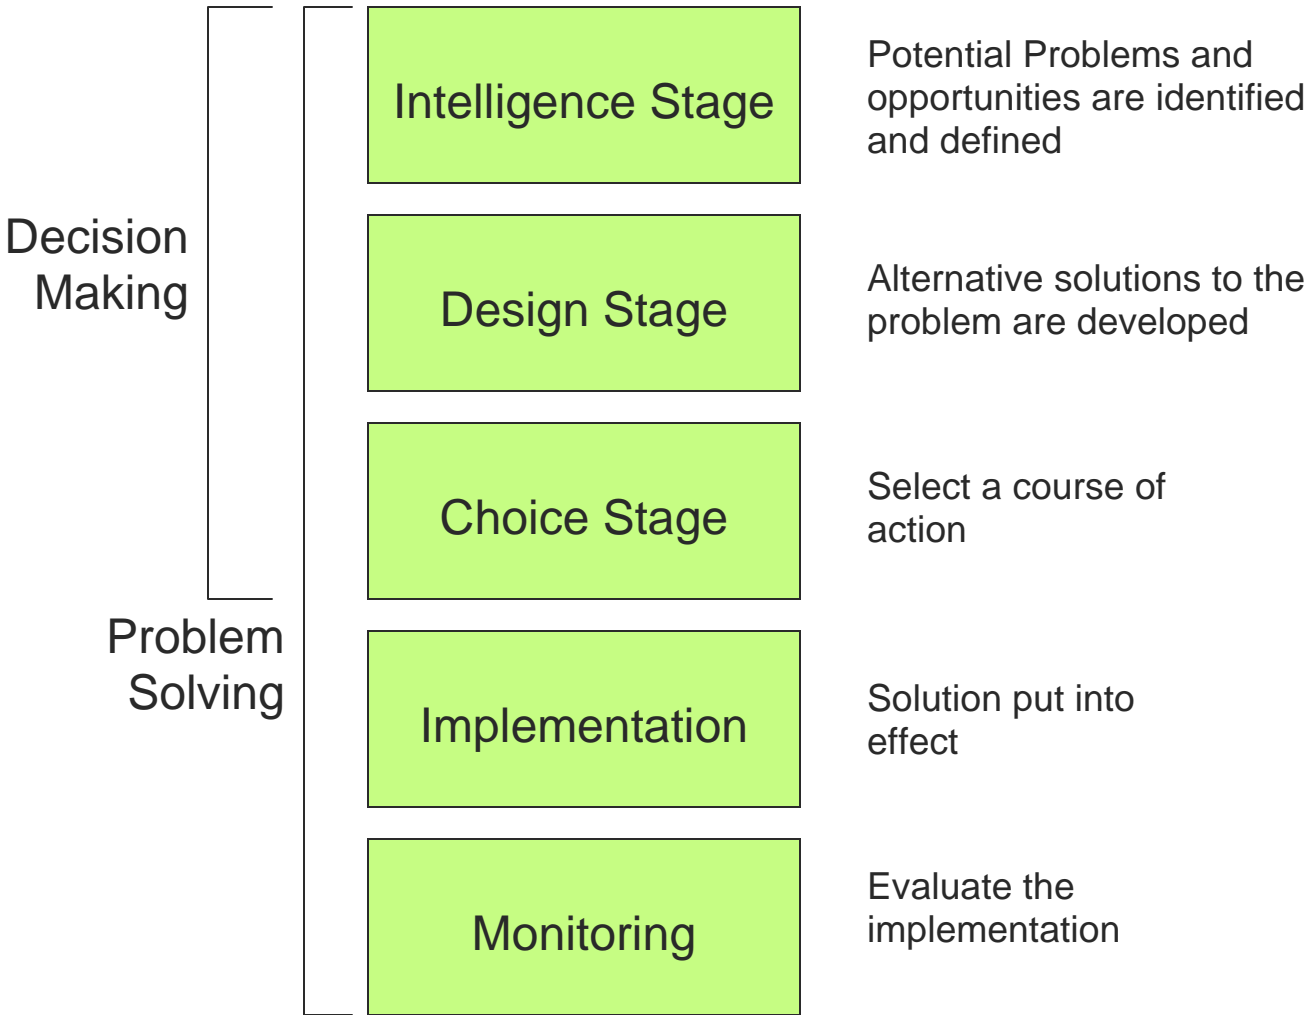 Intelligence Stage
Potential Problems and
opportunities are identified
and defined
Decision
Making
Design Stage
Alternative solutions to the
problem are developed
Choice Stage
Select a course of
action
Problem
Solving
Implementation
Solution put into
effect
Monitoring
Evaluate the
implementation